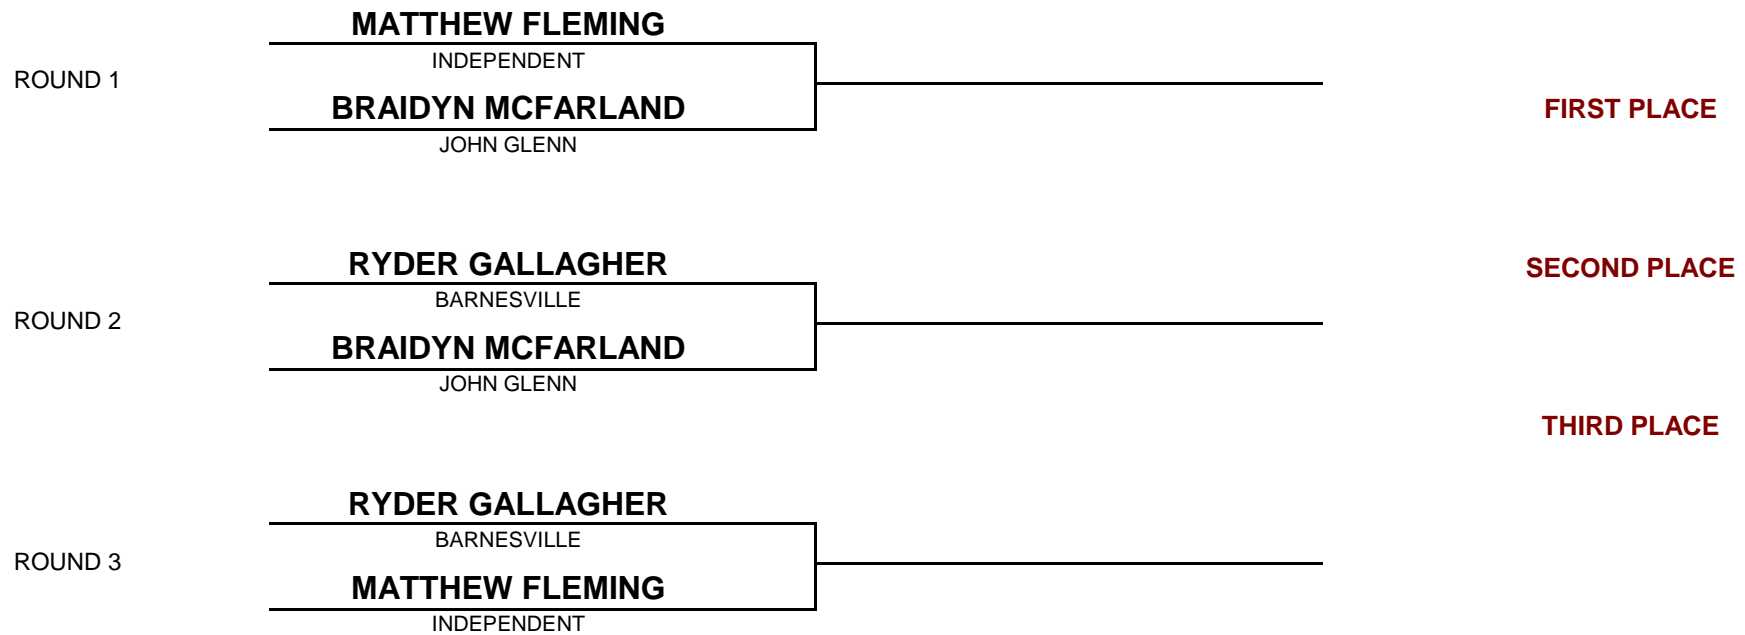 MATTHEW FLEMING
INDEPENDENT
ROUND 1
BRAIDYN MCFARLAND
FIRST PLACE
JOHN GLENN
RYDER GALLAGHER
SECOND PLACE
BARNESVILLE
ROUND 2
BRAIDYN MCFARLAND
JOHN GLENN
THIRD PLACE
RYDER GALLAGHER
BARNESVILLE
ROUND 3
MATTHEW FLEMING
INDEPENDENT